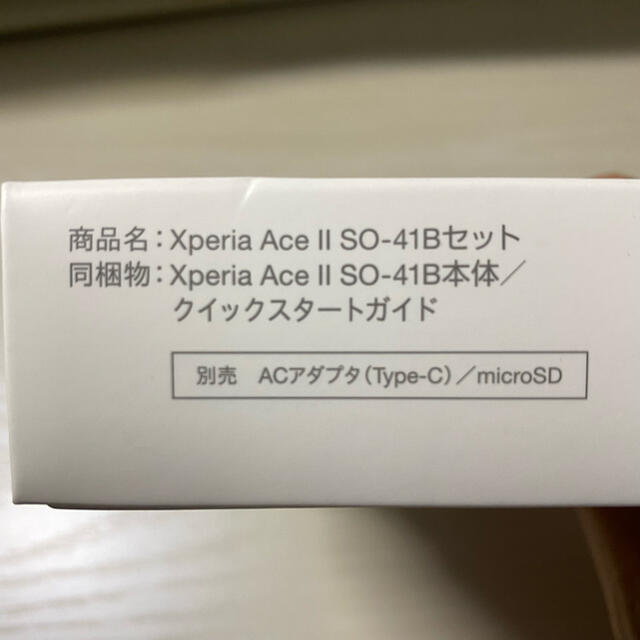 商品名：Xperia Ace II SO-41Bセット
同梱物：Xperia Ace II SO-41B本体／
クイックスタートガイド
別売　ACアダプタ（Type-C）／microSD